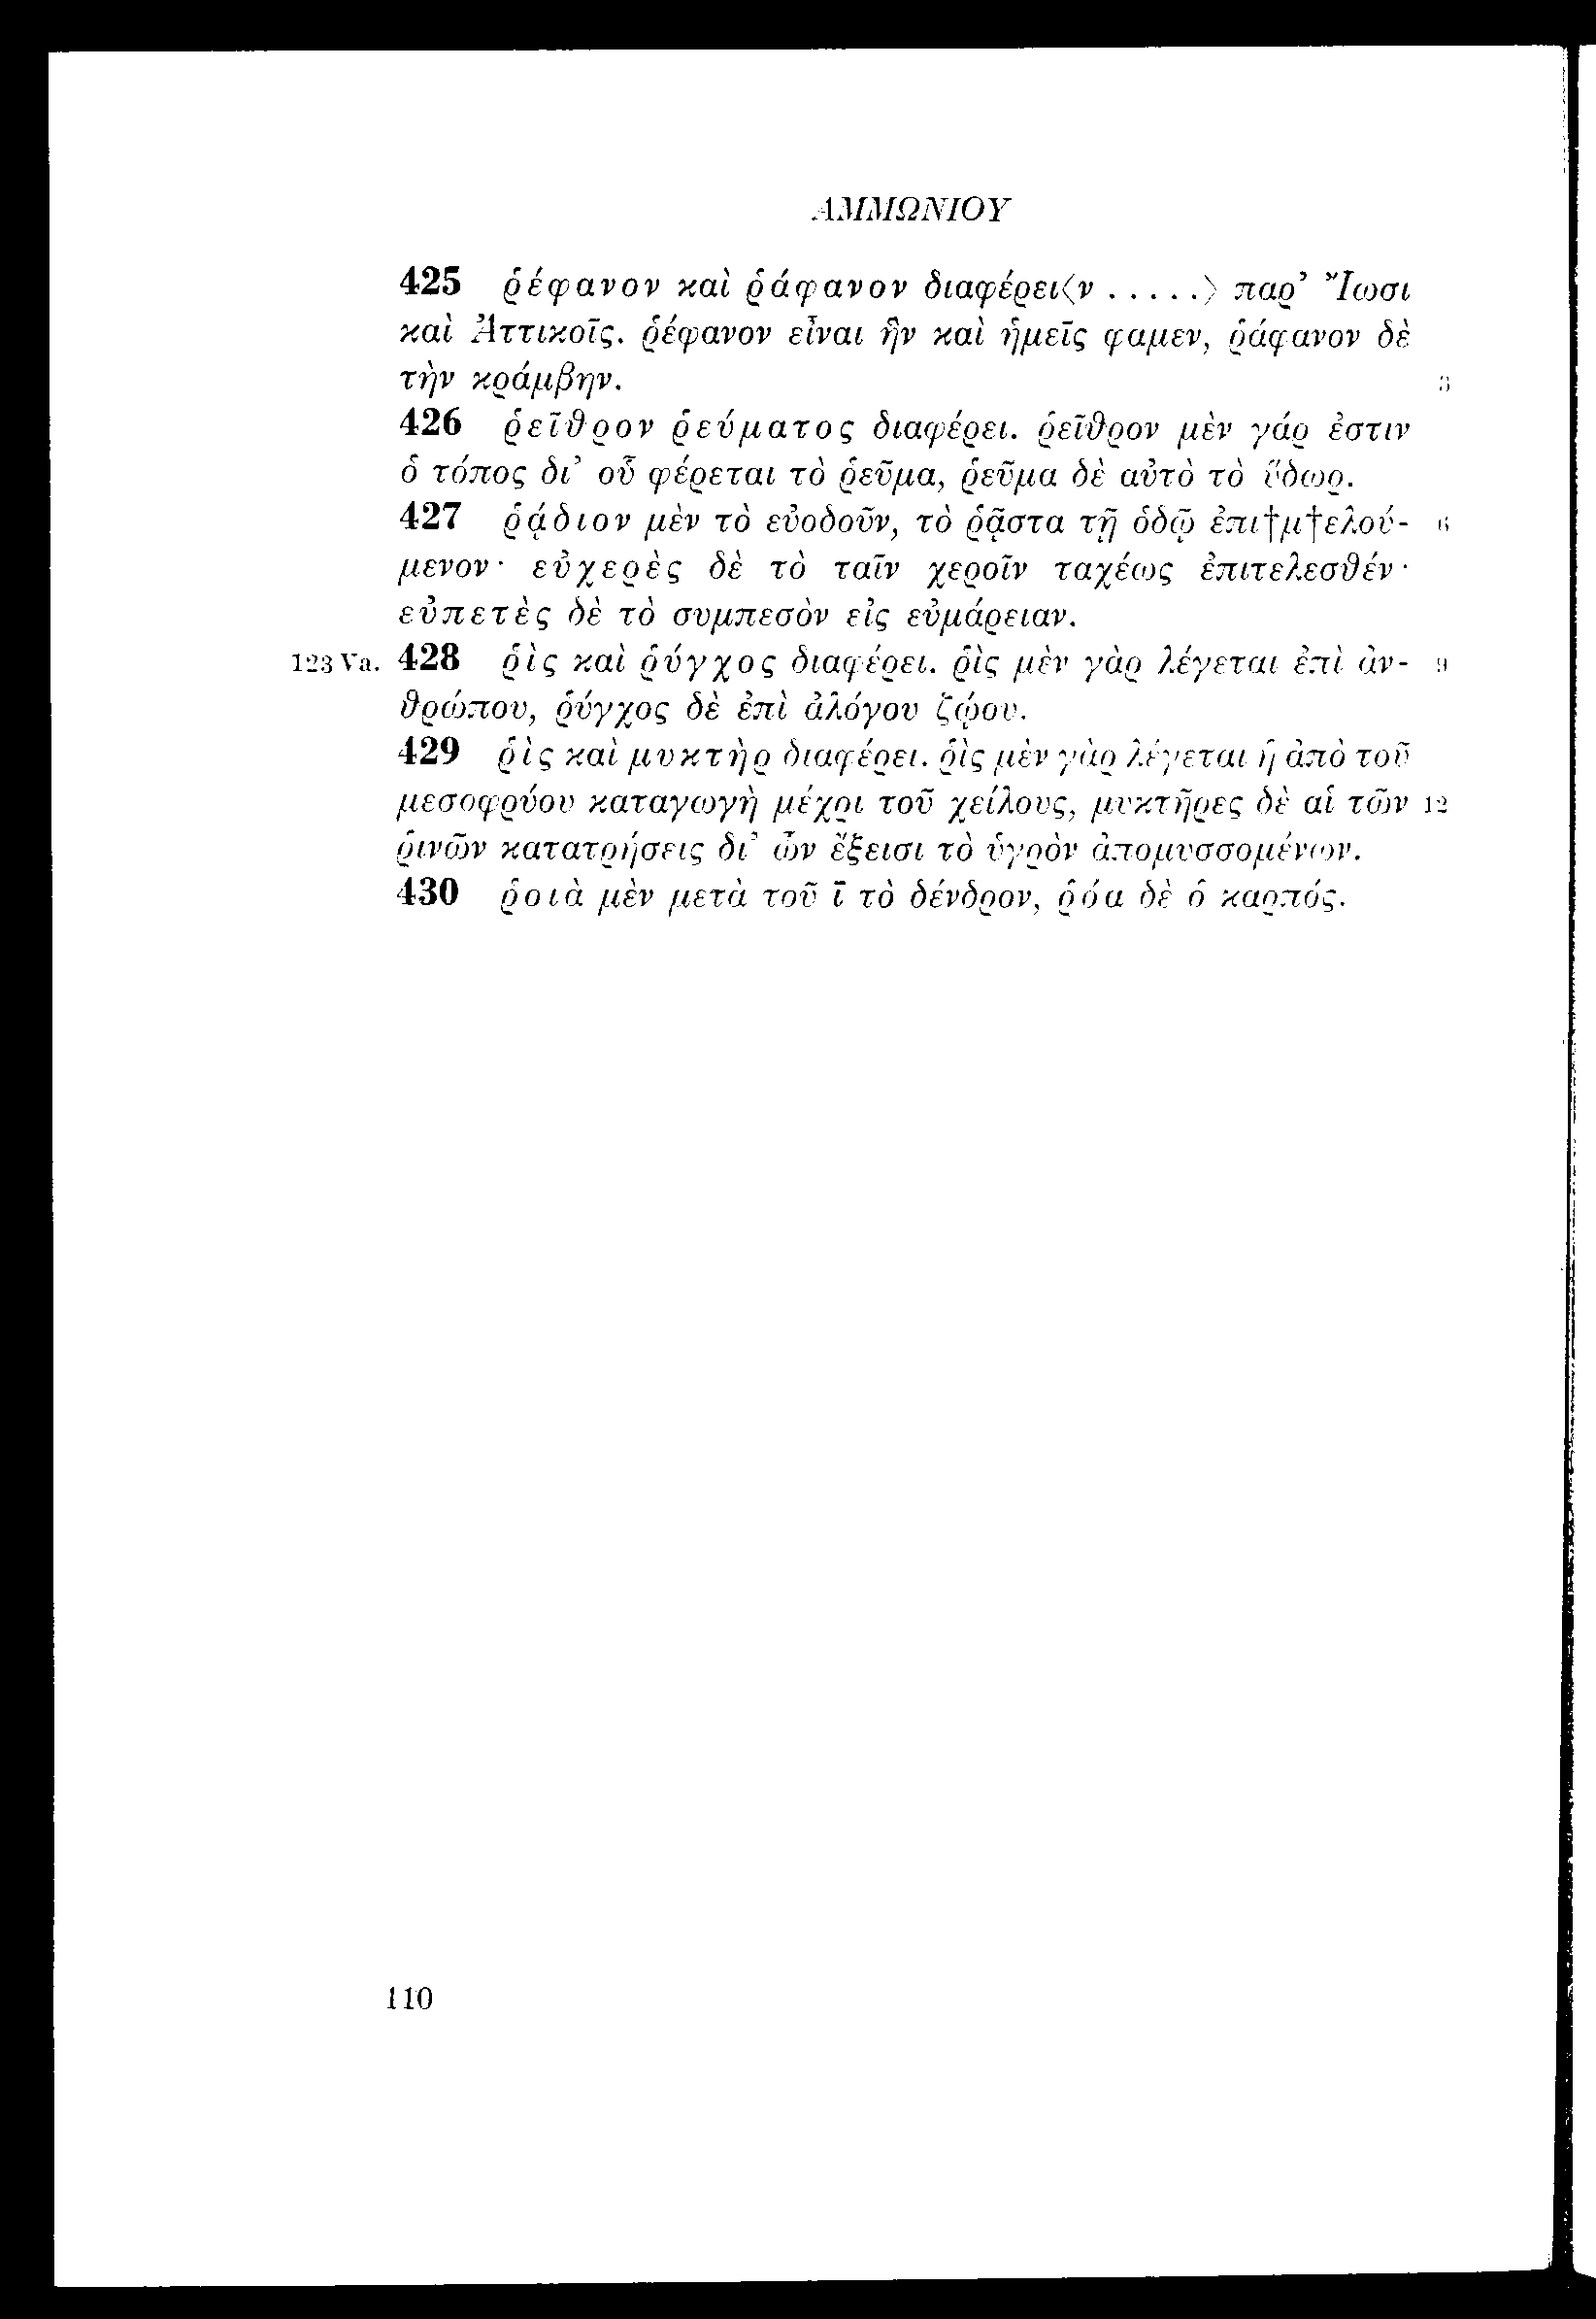 ΑΜΜΩΝΙΟΥ
425 ῥέφανον καὶ ῥάφανον διαφέρει⟨ν . . . . .⟩ παρ’ Ἴωσι
καὶ Ἀττικοῖς. ῥέφανον εἶναι ἣν καὶ ἡμεῖς φαμεν, ῥάφανον δὲ
τὴν κράμβην. 3
426 ῥεῖθρον ῥεύματος διαφέρει. ῥεῖθρον μὲν γάρ ἐστιν
ὁ τόπος δι’ οὗ φέρεται τὸ ῥεῦμα, ῥεῦμα δὲ αὐτὸ τὸ ὕδωρ.
427 ῥᾴδιον μὲν τὸ εὐοδοῦν, τὸ ῥᾷστα τῇ ὁδῷ ἐπι†μ†ελού- 6
μενον· εὐχερὲς δὲ τὸ ταῖν χεροῖν ταχέως ἐπιτελεσθέν·
εὐπετὲς δὲ τὸ συμπεσὸν εἰς εὐμάρειαν.
123 Va. 428 ῥὶς καὶ ῥύγχος διαφέρει. ῥὶς μὲν γὰρ λέγεται ἐπὶ ἀν- 9
θρώπου, ῥύγχος δὲ ἐπὶ ἀλόγου ζῴου.
429 ῥὶς καὶ μυκτὴρ διαφέρει. ῥὶς μὲν γὰρ λέγεται ἡ ἀπὸ τοῦ
μεσοφρύου καταγωγὴ μέχρι τοῦ χείλους, μυκτῆρες δὲ αἱ τῶν 12
ῥινῶν κατατρήσεις δι’ ὧν ἔξεισι τὸ ὑγρὸν ἀπομυσσομένων.
430 ῥοιὰ μὲν μετὰ τοῦ ῑ τὸ δένδρον, ῥόα δὲ ὁ καρπός.
110